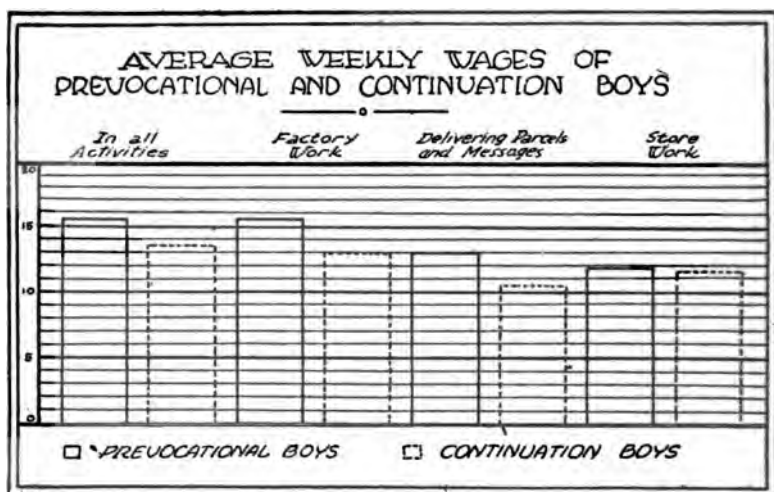 AVERAGE WEEKLY WAGES OF
PREVOCATIONAL AND CONTINUATION BOYS
In all Activities
Factory Work
Delivering Parcels and Messages
Store Work
20
15
10
5
0
PREVOCATIONAL BOYS
CONTINUATION BOYS